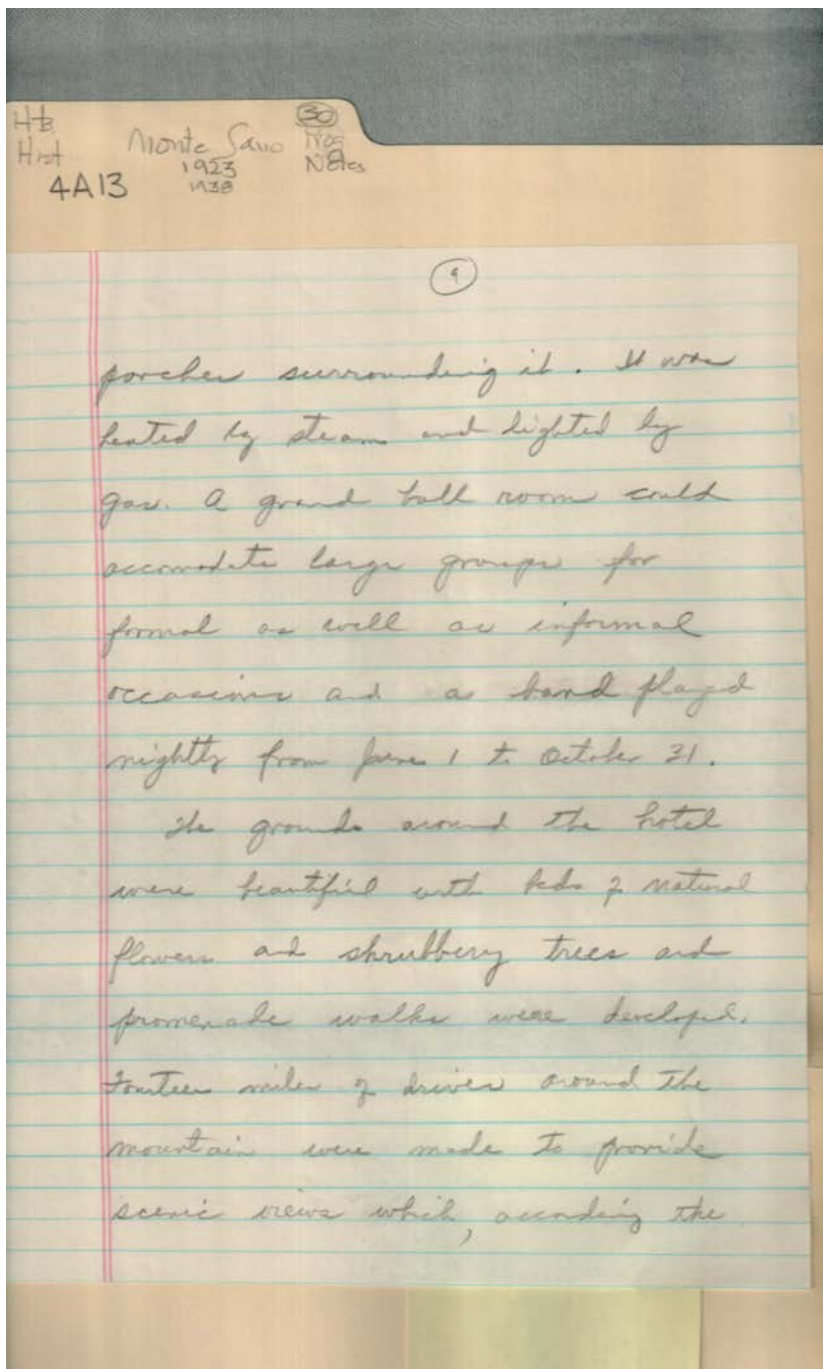 Hts
Hist
Monte Sano
30
Prog
Notes
1923
1938
4A13
9
porches surrounding it. It was
heated by steam and lighted by
gas. A grand ball room could
accomodate large groups for
formal as well as informal
occasions and a band played
nightly from June 1 to October 31.
The grounds around the hotel
were beautiful with beds of natural
flowers and shrubbery trees and
promenade walks were developed.
Fourteen miles of drives around the
mountain were made to provide
scenic views which, according the